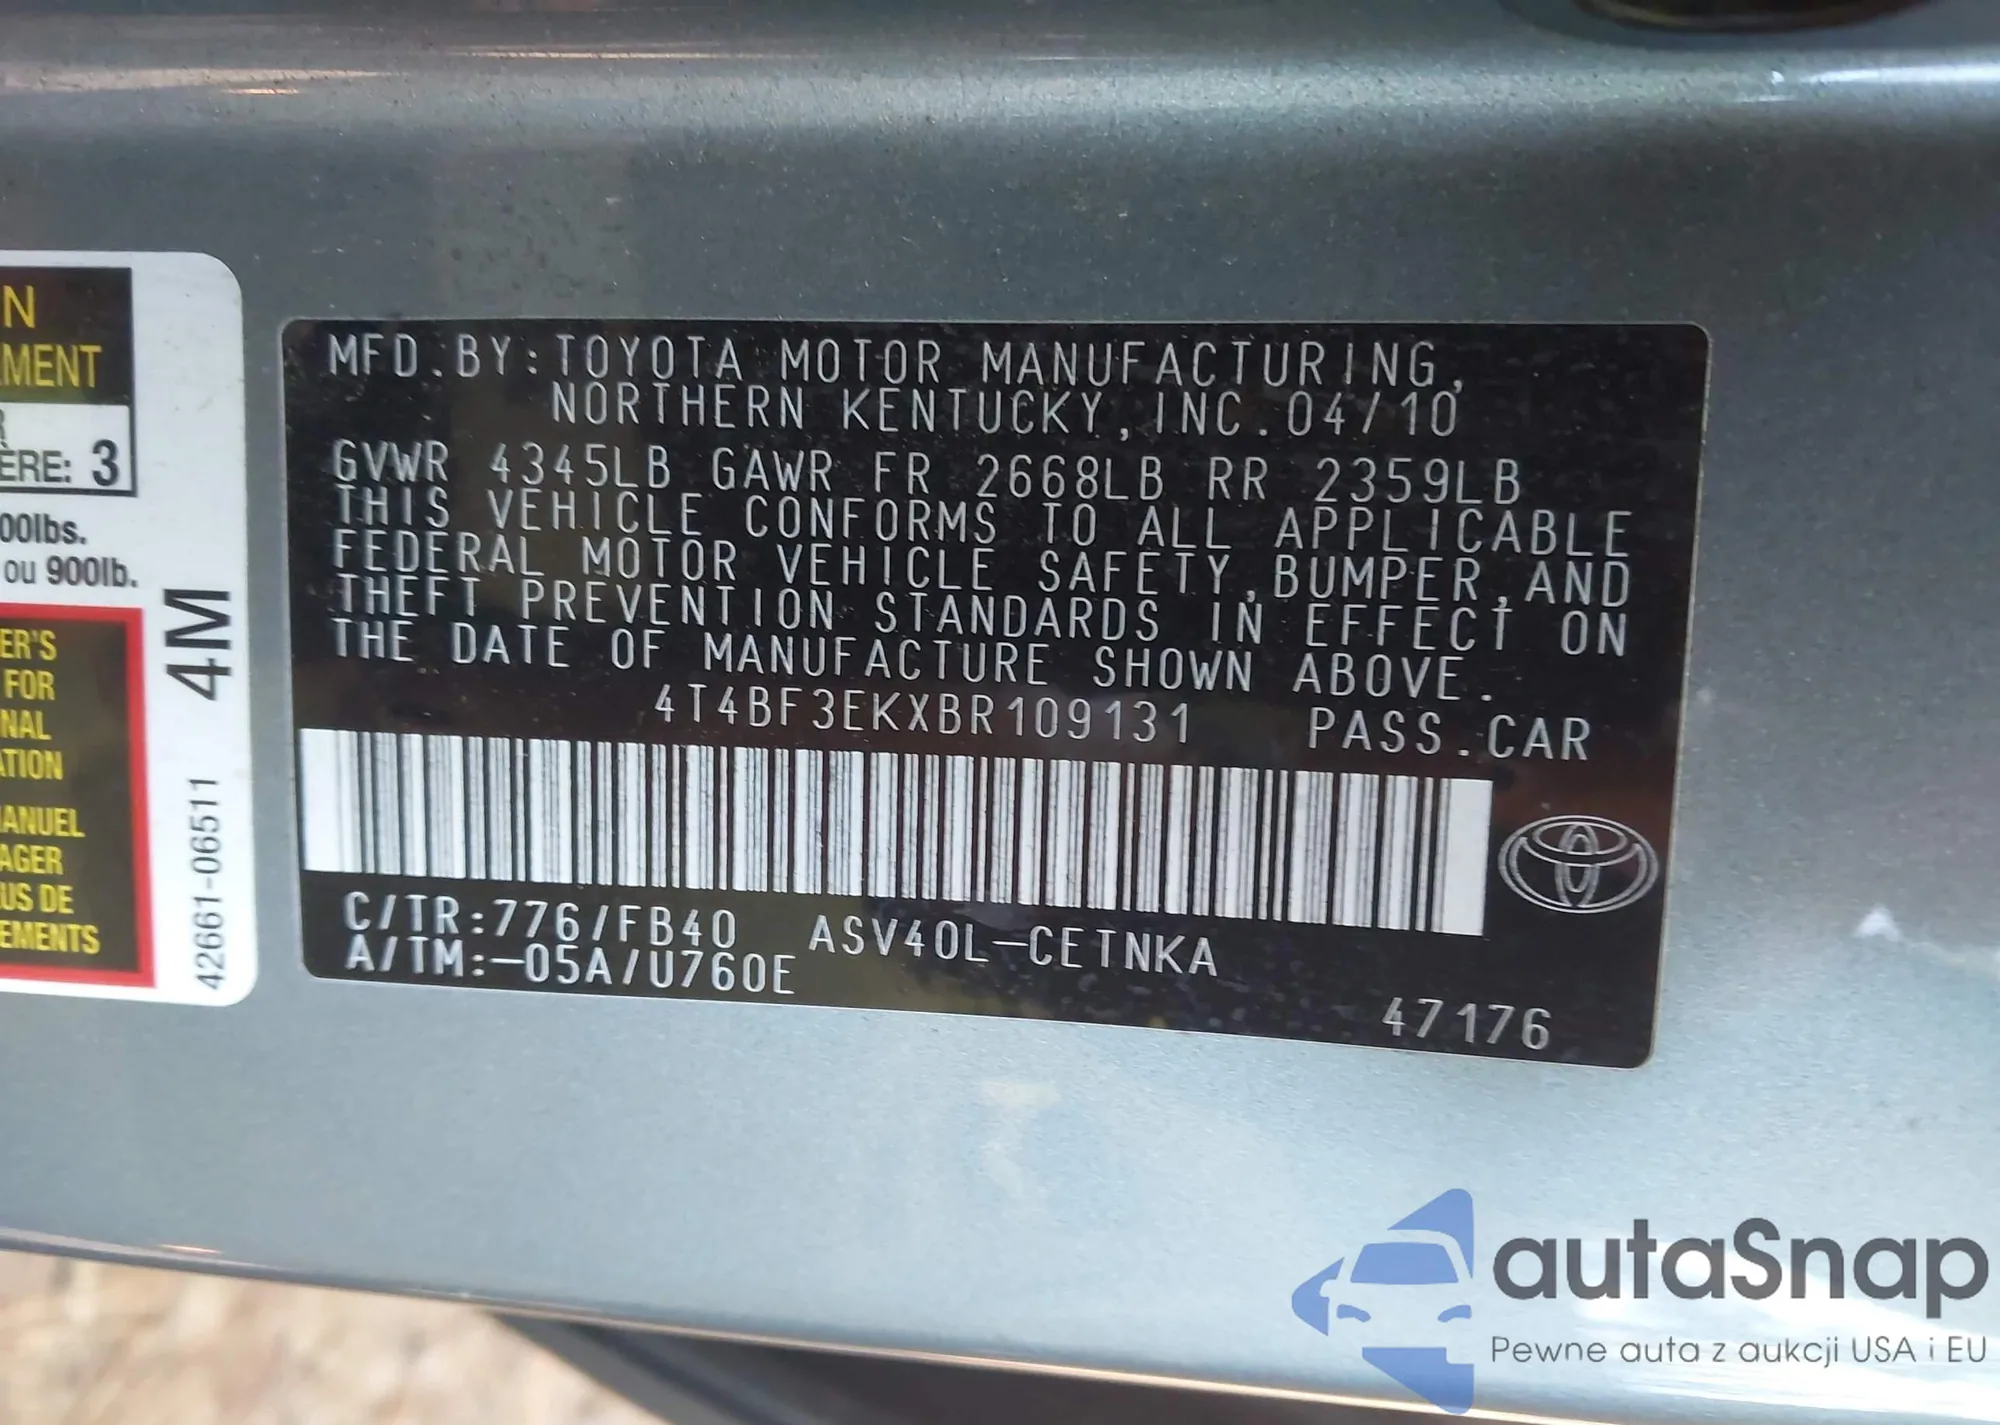 N
EMENT
R
ÈRE: 3
00lbs.
ou 900lb.
ER'S
FOR
NAL
ATION
ANUEL
AGER
US DE
EMENTS
4M
42661-06511
MFD.BY:TOYOTA MOTOR MANUFACTURING,
NORTHERN KENTUCKY,INC.04/10
GVWR 4345LB GAWR FR 2668LB RR 2359LB
THIS VEHICLE CONFORMS TO ALL APPLICABLE
FEDERAL MOTOR VEHICLE SAFETY,BUMPER,AND
THEFT PREVENTION STANDARDS IN EFFECT ON
THE DATE OF MANUFACTURE SHOWN ABOVE.
4T4BF3EKXBR109131 PASS.CAR
C/TR:776/FB40 ASV40L-CETNKA
A/TM:-05A/U760E
47176
autaSnap
Pewne auta z aukcji USA i EU